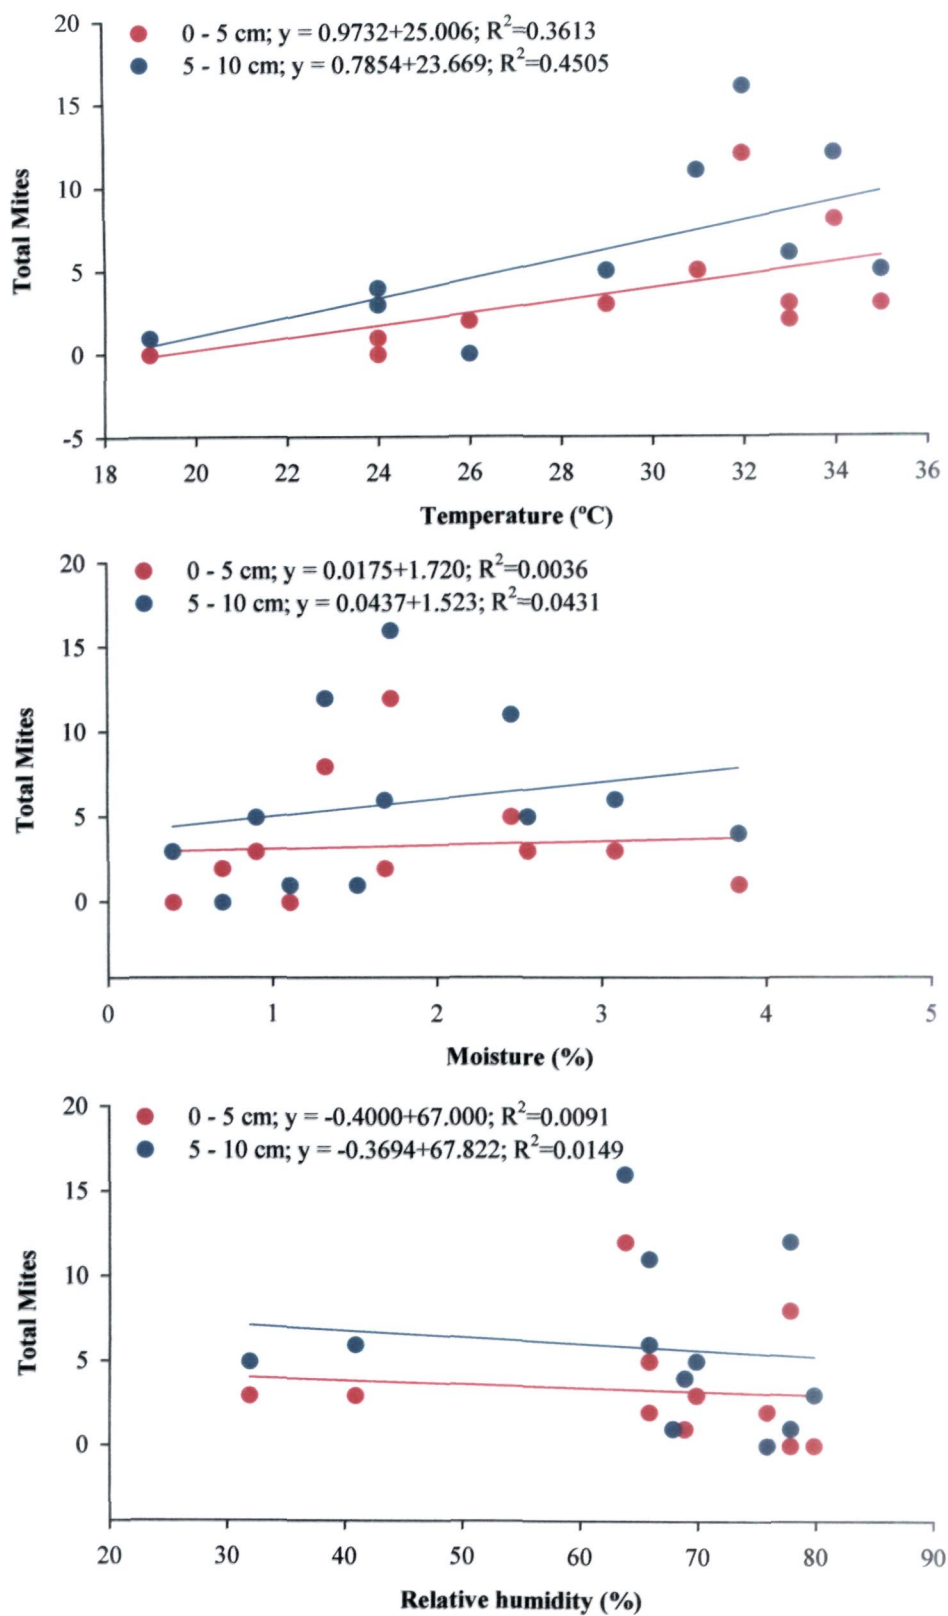 20
0 - 5 cm; y = 0.9732+25.006; R²=0.3613
5 - 10 cm; y = 0.7854+23.669; R²=0.4505
15
10
5
0
-5
Total Mites
18 20 22 24 26 28 30 32 34 36
Temperature (ºC)
20
0 - 5 cm; y = 0.0175+1.720; R²=0.0036
5 - 10 cm; y = 0.0437+1.523; R²=0.0431
15
10
5
0
Total Mites
0 1 2 3 4 5
Moisture (%)
20
0 - 5 cm; y = -0.4000+67.000; R²=0.0091
5 - 10 cm; y = -0.3694+67.822; R²=0.0149
15
10
5
0
Total Mites
20 30 40 50 60 70 80 90
Relative humidity (%)